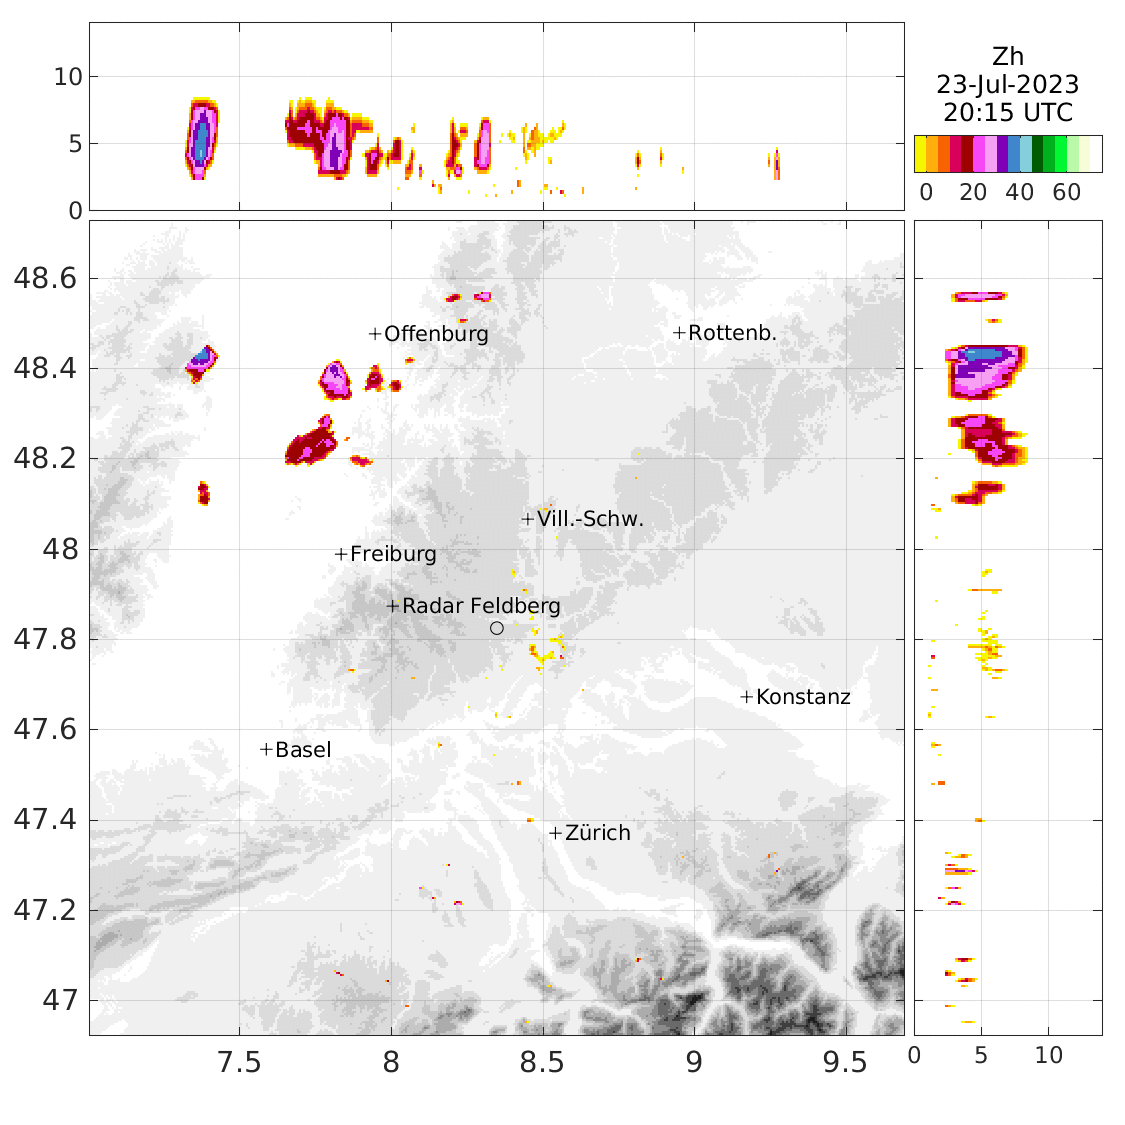 Zh
23-Jul-2023
20:15 UTC
0 20 40 60
10
5
0
48.6
48.4
48.2
48
47.8
47.6
47.4
47.2
47
Offenburg
Rottenb.
Vill.-Schw.
Freiburg
Radar Feldberg
Konstanz
Basel
Zürich
7.5 8 8.5 9 9.5
0 5 10